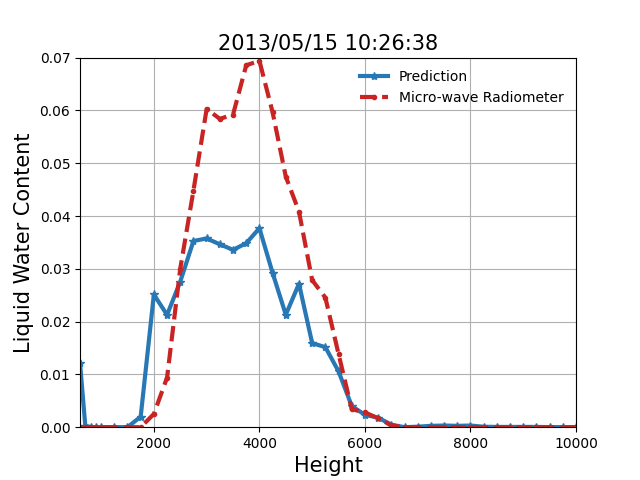 2013/05/15 10:26:38
Prediction
Micro-wave Radiometer
Liquid Water Content
0.07
0.06
0.05
0.04
0.03
0.02
0.01
0.00
2000 4000 6000 8000 10000
Height